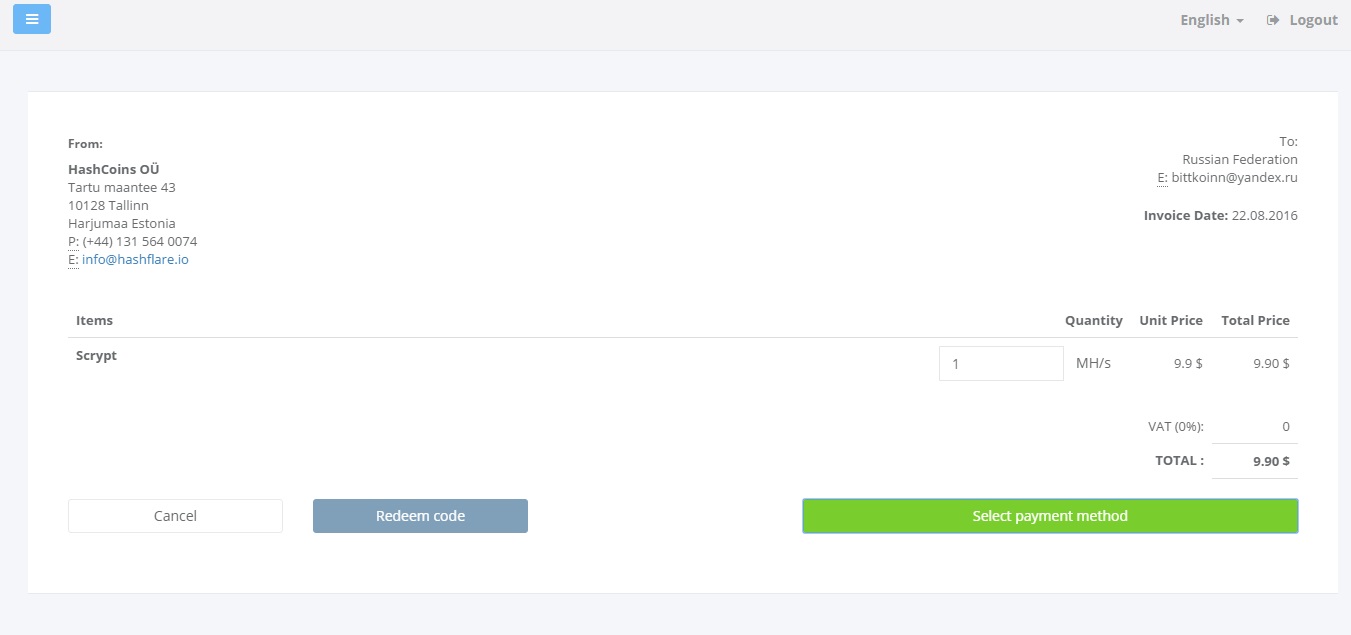 English
Logout
From:
HashCoins OÜ
Tartu maantee 43
10128 Tallinn
Harjumaa Estonia
P: (+44) 131 564 0074
E: info@hashflare.io
To:
Russian Federation
E: bittkoinn@yandex.ru
Invoice Date: 22.08.2016
Items Quantity Unit Price Total Price
Scrypt 1 MH/s 9.9 $ 9.90 $
VAT (0%): 0
TOTAL : 9.90 $
Cancel
Redeem code
Select payment method